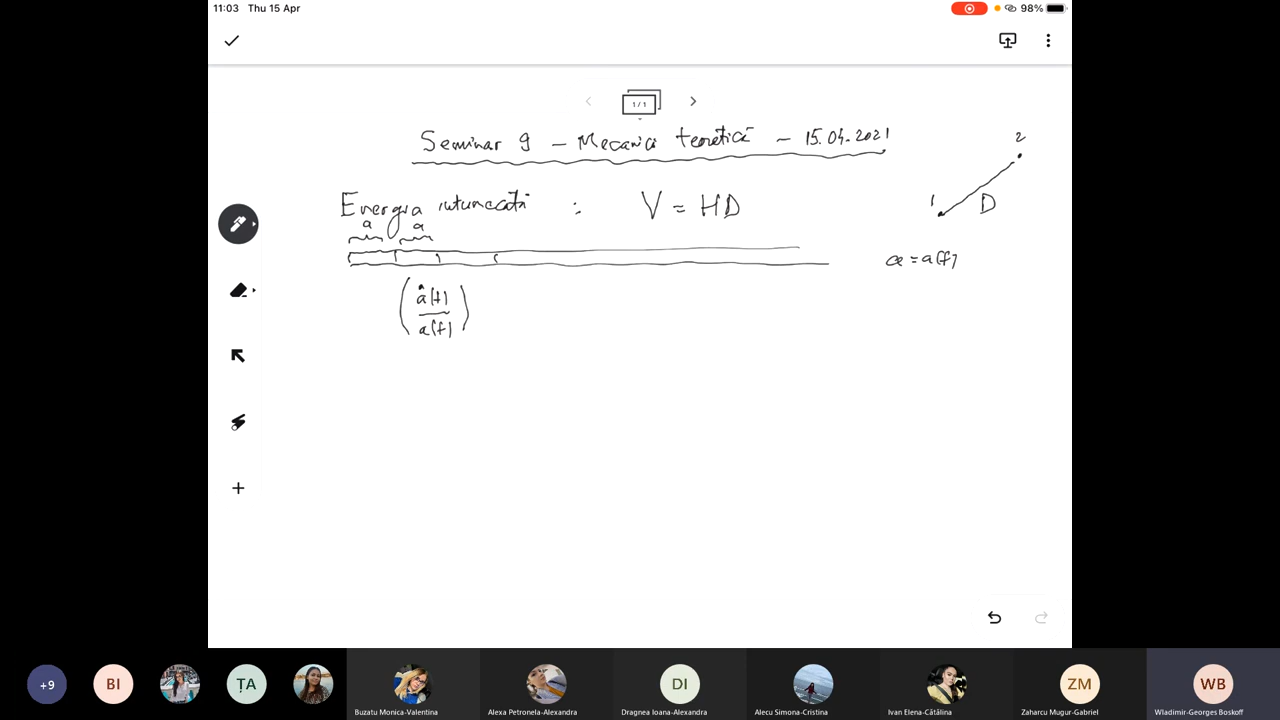 11:03 Thu 15 Apr 98%
1/1
Seminar 9 - Mecanică teoretică - 15.04.2021
2
1
D
Energia întunecată : V = HD
a a
a = a(t)
(ȧ(t)/a(t))
+9 BI ȚA DI ZM WB
Buzatu Monica-Valentina Alexa Petronela-Alexandra Dragnea Ioana-Alexandra Alecu Simona-Cristina Ivan Elena-Cătălina Zaharcu Mugur-Gabriel Wladimir-Georges Boskoff